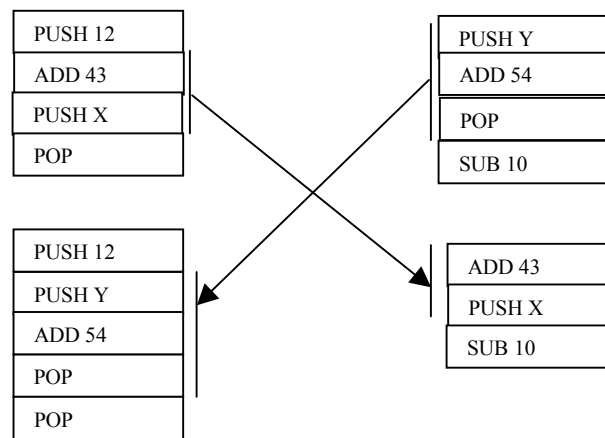 PUSH 12
ADD 43
PUSH X
POP
PUSH Y
ADD 54
POP
SUB 10
PUSH 12
PUSH Y
ADD 54
POP
POP
ADD 43
PUSH X
SUB 10